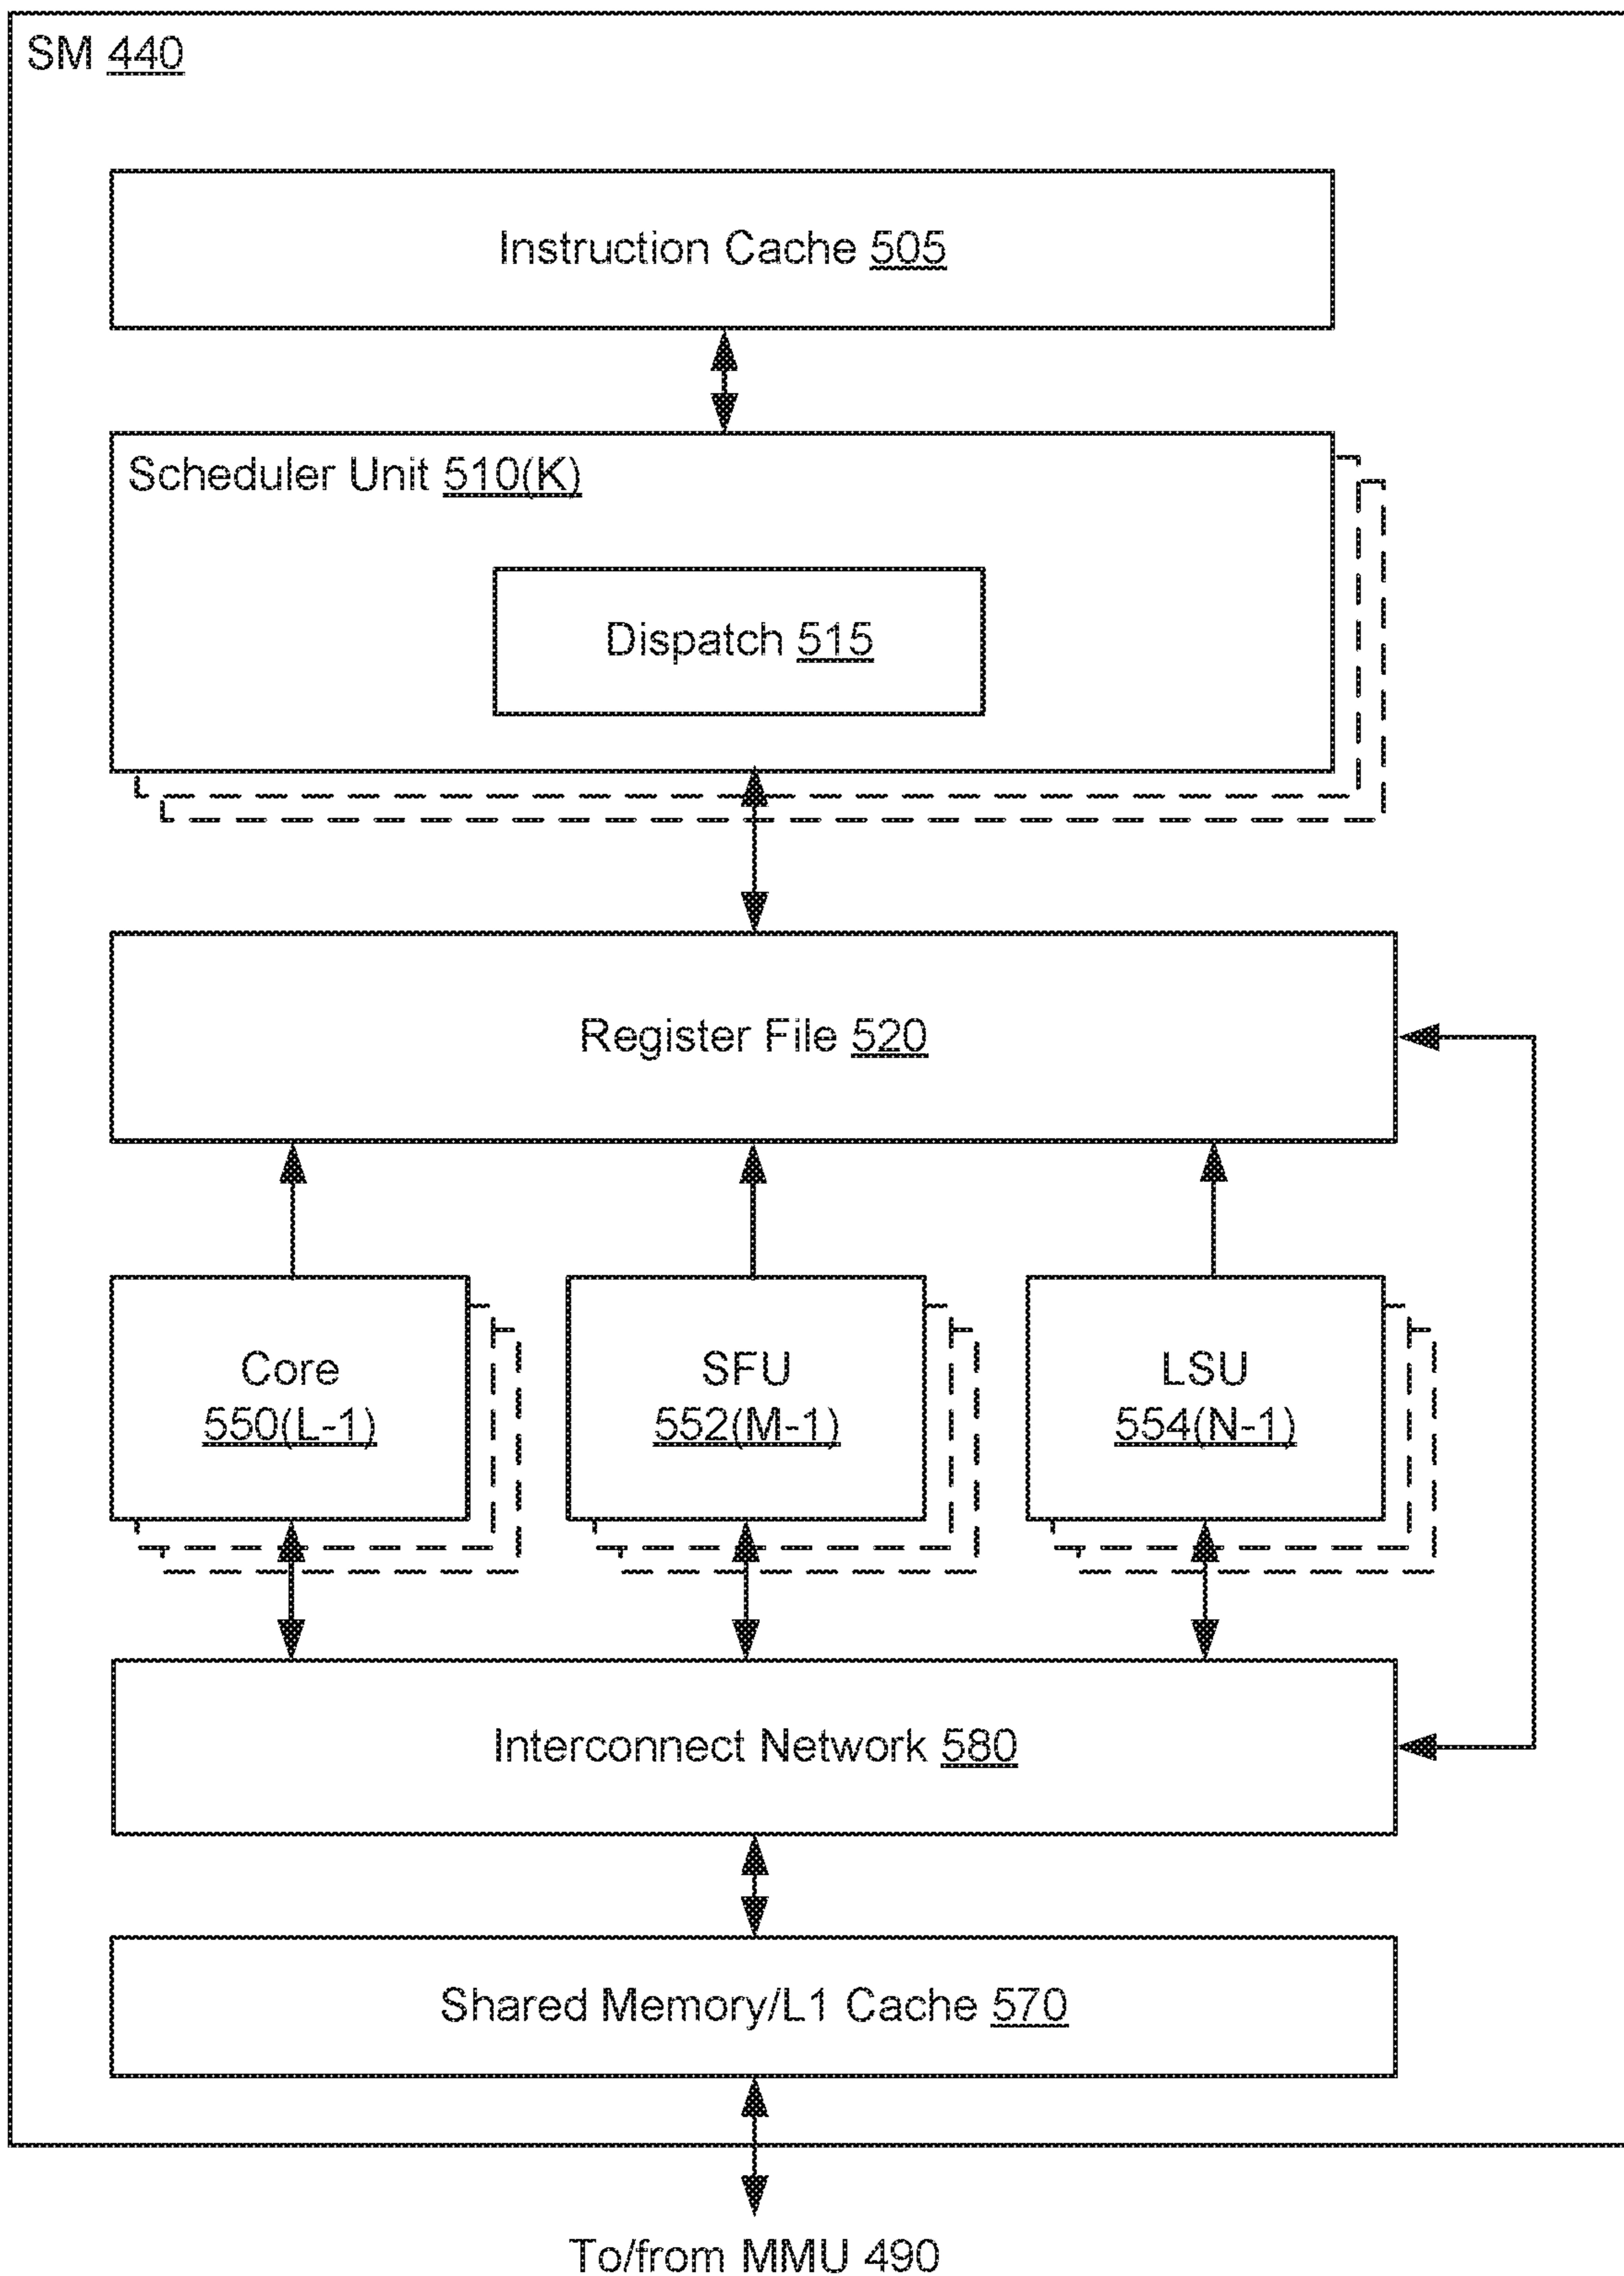 SM 440
Instruction Cache 505
Scheduler Unit 510(K)
Dispatch 515
Register File 520
Core
550(L-1)
SFU
552(M-1)
LSU
554(N-1)
Interconnect Network 580
Shared Memory/L1 Cache 570
To/from MMU 490